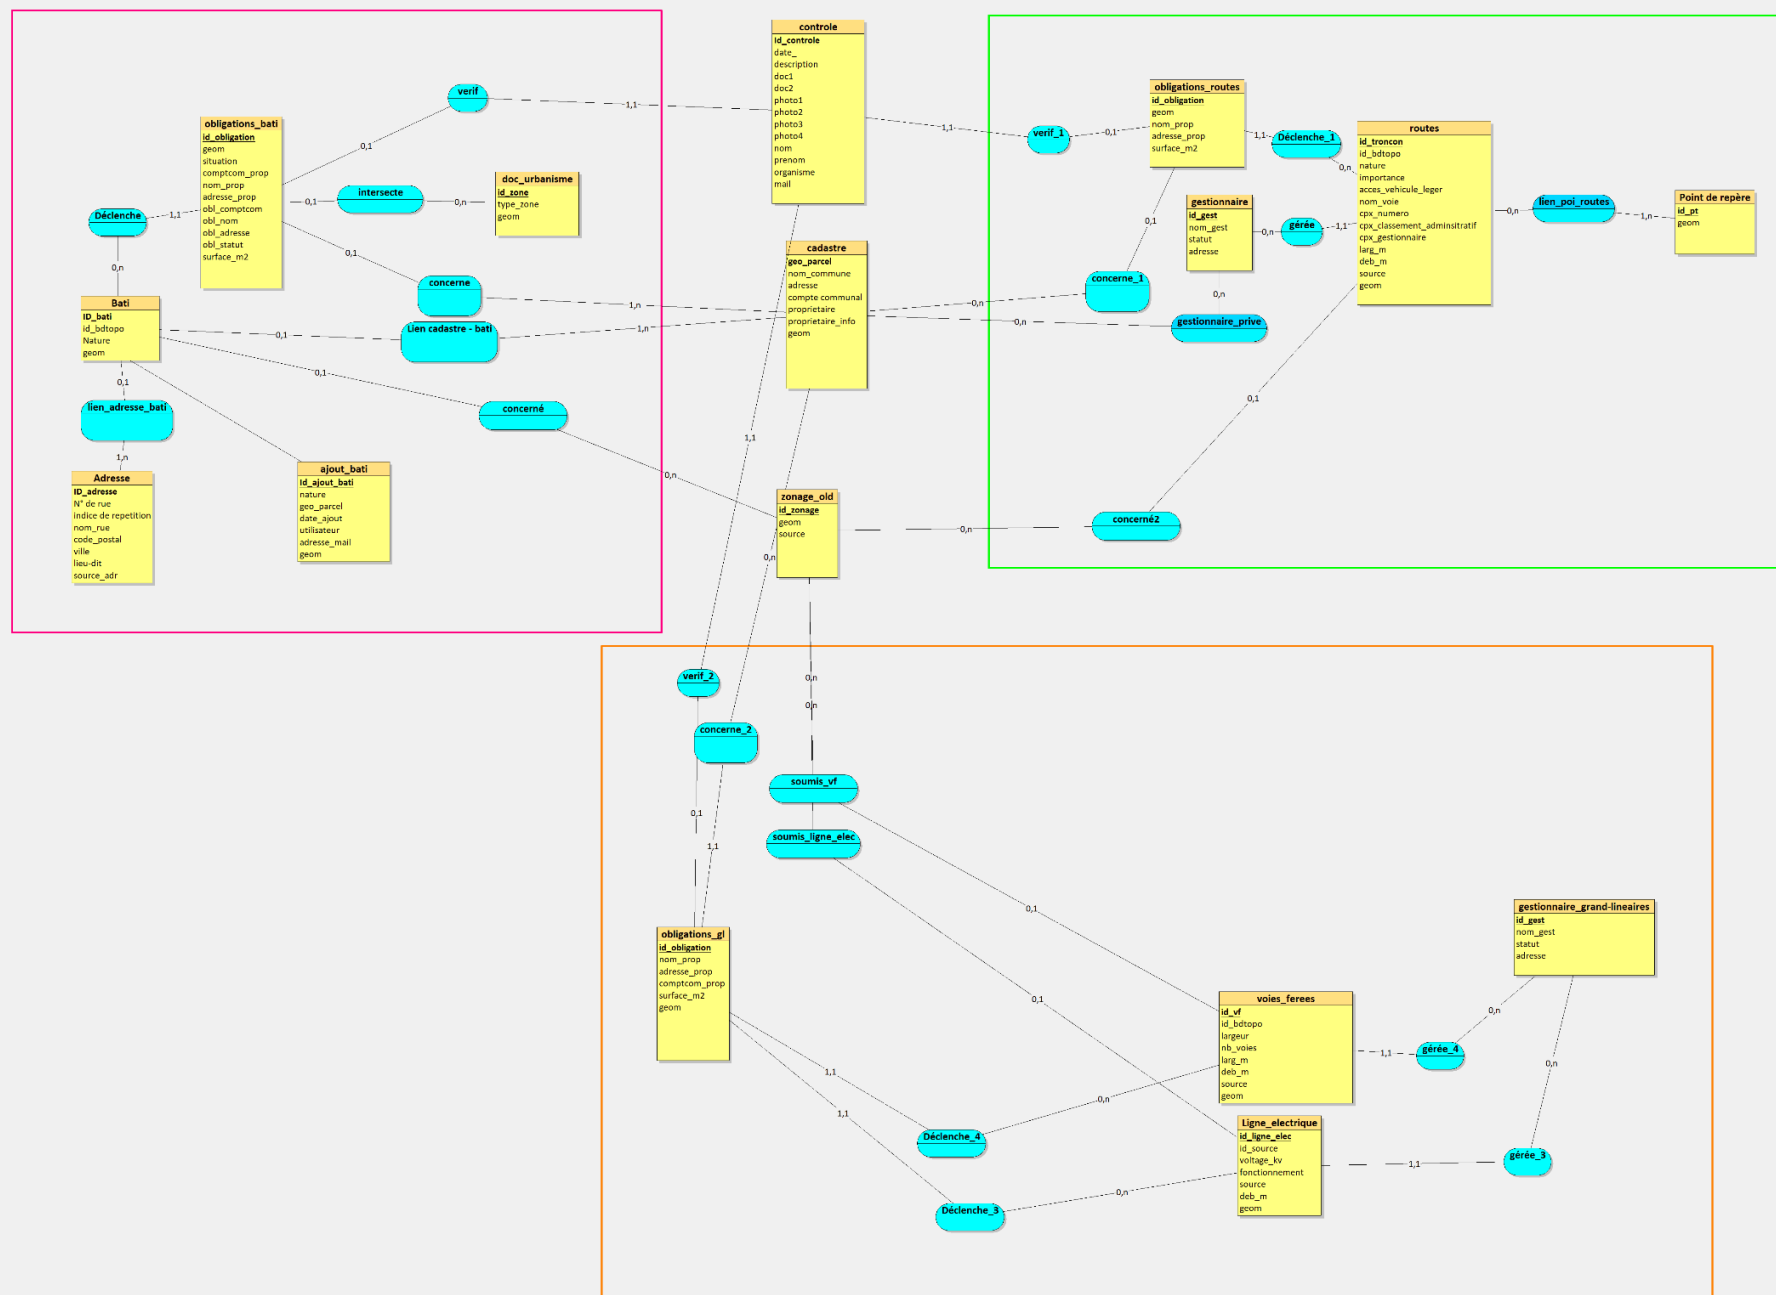 controle
Id_controle
date_
description
doc1
doc2
photo1
photo2
photo3
photo4
nom
prenom
organisme
mail
verif
1,1
0,1
obligations_bati
id_obligation
geom
situation
comptcom_prop
nom_prop
adresse_prop
obl_comptcom
obl_nom
obl_adresse
obl_statut
surface_m2
intersecte
0,1
0,n
doc_urbanisme
id_zone
type_zone
geom
Déclenche
1,1
0,n
0,1
concerne
1,n
Bati
ID_bati
id_bdtopo
Nature
geom
0,1
Lien cadastre - bati
1,n
0,1
concerné
0,n
0,1
lien_adresse_bati
1,n
Adresse
ID_adresse
N° de rue
indice de repetition
nom_rue
code_postal
ville
lieu-dit
source_adr
ajout_bati
Id_ajout_bati
nature
geo_parcel
date_ajout
utilisateur
adresse_mail
geom
cadastre
geo_parcel
nom_commune
adresse
compte communal
proprietaire
proprietaire_info
geom
1,1
verif_1
0,1
obligations_routes
id_obligation
geom
nom_prop
adresse_prop
surface_m2
1,1
Déclenche_1
0,n
routes
id_troncon
id_bdtopo
nature
importance
acces_vehicule_leger
nom_voie
cpx_numero
cpx_classement_adminsitratif
cpx_gestionnaire
larg_m
deb_m
source
geom
0,n
lien_poi_routes
1,n
Point de repère
id_pt
geom
gestionnaire
id_gest
nom_gest
statut
adresse
0,n
gérée
1,1
0,1
concerne_1
0,n
0,n
gestionnaire_prive
0,n
0,1
concerné2
0,n
zonage_old
id_zonage
geom
source
1,1
0,n
verif_2
concerne_2
0,n
0,n
soumis_vf
soumis_ligne_elec
0,1
1,1
0,1
0,1
obligations_gl
id_obligation
nom_prop
adresse_prop
comptcom_prop
surface_m2
geom
gestionnaire_grand-lineaires
id_gest
nom_gest
statut
adresse
voies_ferees
id_vf
id_bdtopo
largeur
nb_voies
larg_m
deb_m
source
geom
0,n
1,1
gérée_4
0,n
1,1
1,1
0,n
Déclenche_4
Ligne_electrique
id_ligne_elec
id_source
voltage_kv
fonctionnement
source
deb_m
geom
1,1
gérée_3
0,n
Déclenche_3